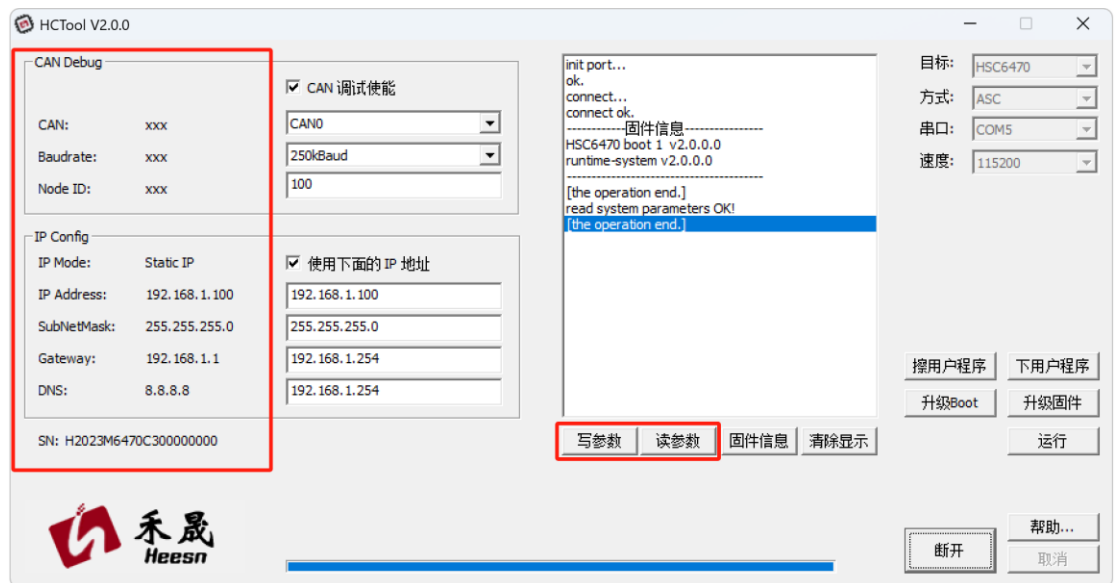 HCTool V2.0.0
CAN Debug
CAN 调试使能
CAN: xxx CAN0
Baudrate: xxx 250kBaud
Node ID: xxx 100
IP Config
IP Mode: Static IP 使用下面的 IP 地址
IP Address: 192.168.1.100 192.168.1.100
SubNetMask: 255.255.255.0 255.255.255.0
Gateway: 192.168.1.1 192.168.1.254
DNS: 8.8.8.8 192.168.1.254
SN: H2023M6470C300000000
init port...
ok.
connect...
connect ok.
------------固件信息----------------
HSC6470 boot 1 v2.0.0.0
runtime-system v2.0.0.0
----------------------------------------
[the operation end.]
read system parameters OK!
[the operation end.]
写参数 读参数 固件信息 清除显示
目标: HSC6470
方式: ASC
串口: COM5
速度: 115200
擦用户程序 下用户程序
升级Boot 升级固件
运行
禾晟
Heesn
帮助...
断开
取消